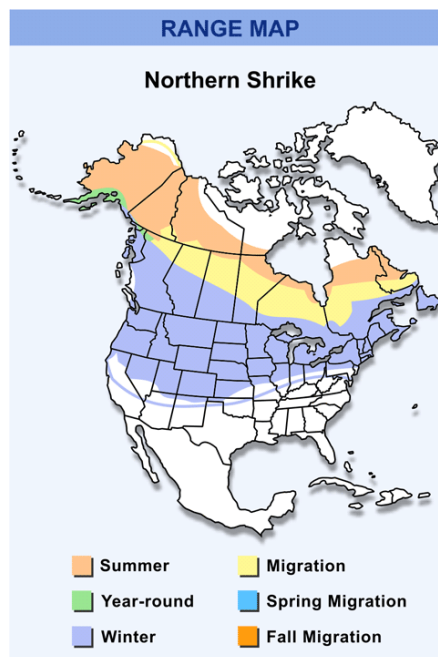 RANGE MAP
Northern Shrike
Summer
Migration
Year-round
Spring Migration
Winter
Fall Migration